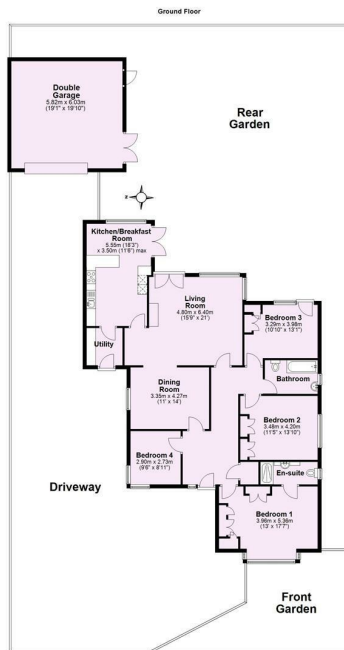 Ground Floor
Double
Garage
5.82m x 6.03m
(19'1" x 19'10")
Rear
Garden
Kitchen/Breakfast
Room
5.55m (18'3")
x 3.50m (11'6") max
Living
Room
4.80m x 6.40m
(15'9" x 21')
Bedroom 3
3.29m x 3.98m
(10'10" x 13'1")
Utility
Bathroom
Dining
Room
3.35m x 4.27m
(11' x 14')
Bedroom 2
3.48m x 4.20m
(11'5" x 13'10")
Bedroom 4
2.90m x 2.73m
(9'6" x 8'11")
En-suite
Driveway
Bedroom 1
3.96m x 5.36m
(13' x 17'7")
Front
Garden